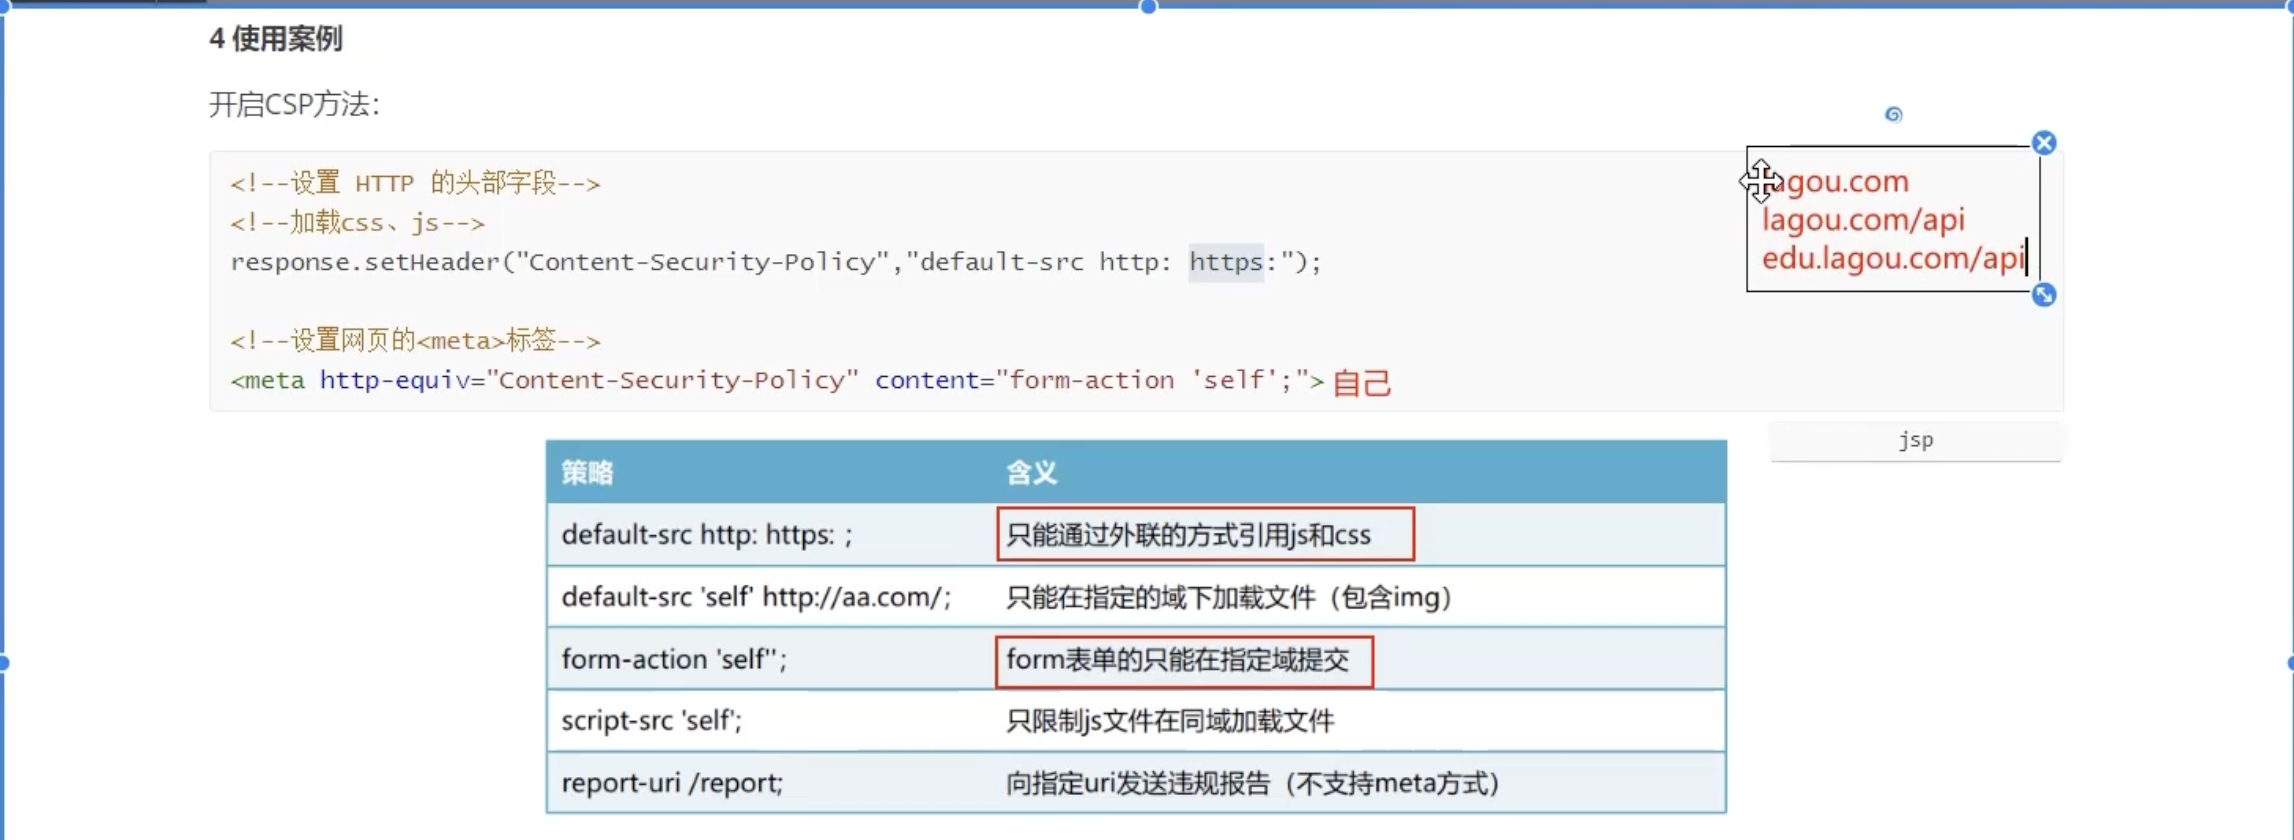 4 使用案例
开启CSP方法：
<!--设置 HTTP 的头部字段-->
<!--加载css、js-->
response.setHeader("Content-Security-Policy","default-src http: https:");
<!--设置网页的<meta>标签-->
<meta http-equiv="Content-Security-Policy" content="form-action 'self';"> 自己
lagou.com
lagou.com/api
edu.lagou.com/api
jsp
策略 含义
default-src http: https: ; 只能通过外联的方式引用js和css
default-src 'self' http://aa.com/; 只能在指定的域下加载文件（包含img）
form-action 'self''; form表单的只能在指定域提交
script-src 'self'; 只限制js文件在同域加载文件
report-uri /report; 向指定uri发送违规报告（不支持meta方式）